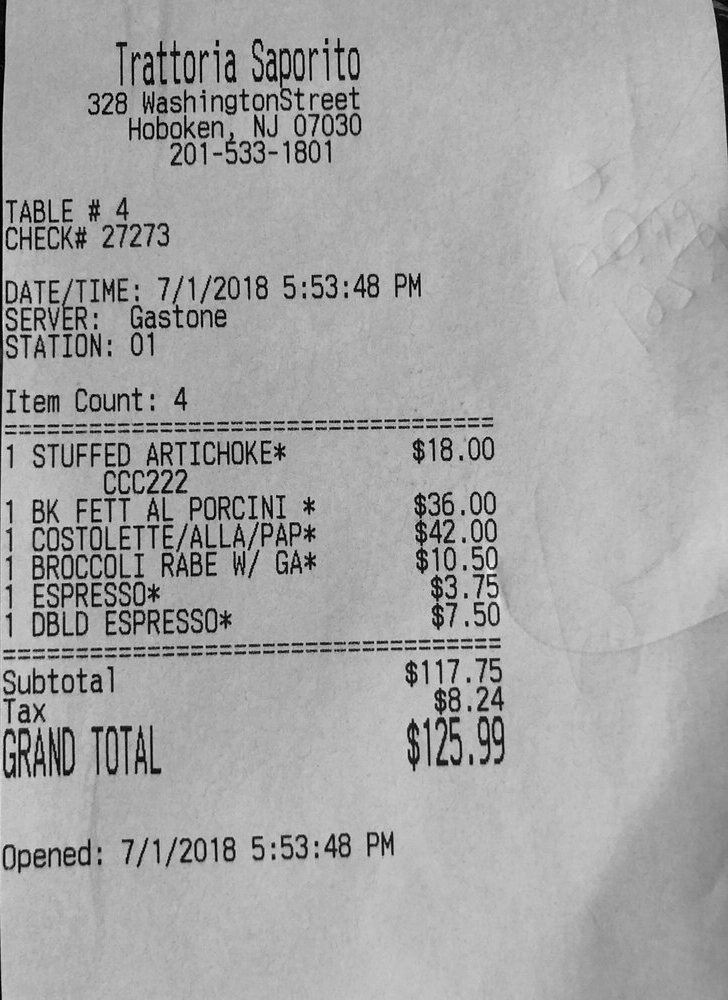 Trattoria Saporito
328 WashingtonStreet
Hoboken, NJ 07030
201-533-1801
TABLE # 4
CHECK# 27273
DATE/TIME: 7/1/2018 5:53:48 PM
SERVER: Gastone
STATION: 01
Item Count: 4
===================================
1 STUFFED ARTICHOKE* $18.00
CCC222
1 BK FETT AL PORCINI * $36.00
1 COSTOLETTE/ALLA/PAP* $42.00
1 BROCCOLI RABE W/ GA* $10.50
1 ESPRESSO* $3.75
1 DBLD ESPRESSO* $7.50
===================================
Subtotal $117.75
Tax $8.24
GRAND TOTAL $125.99
Opened: 7/1/2018 5:53:48 PM